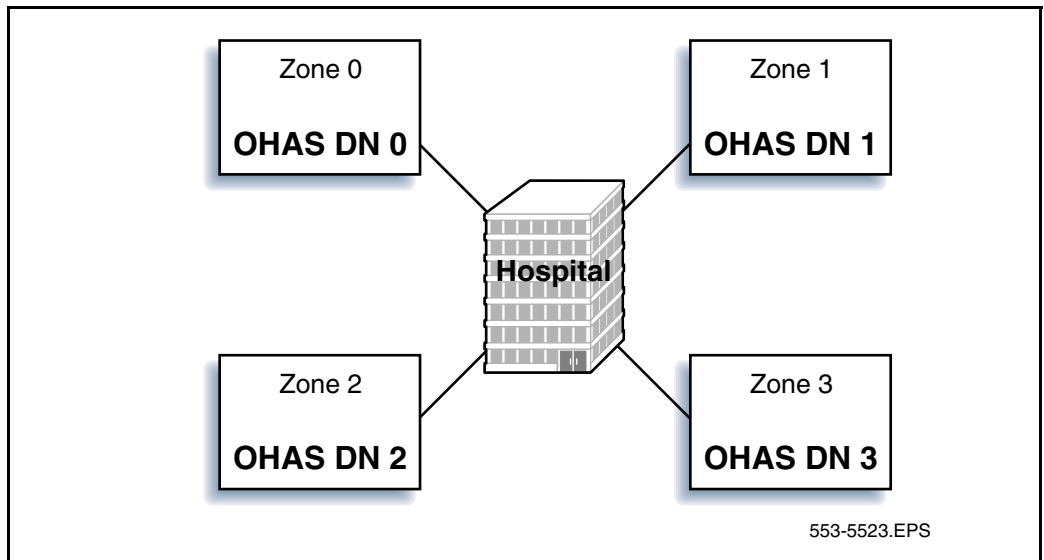 Zone 0
OHAS DN 0
Zone 1
OHAS DN 1
Hospital
Zone 2
OHAS DN 2
Zone 3
OHAS DN 3
553-5523.EPS